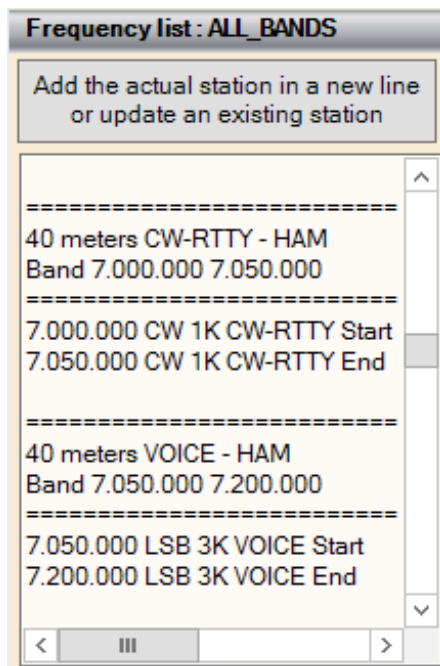 Frequency list : ALL_BANDS
Add the actual station in a new line
or update an existing station
==========================
40 meters CW-RTTY - HAM
Band 7.000.000 7.050.000
==========================
7.000.000 CW 1K CW-RTTY Start
7.050.000 CW 1K CW-RTTY End
==========================
40 meters VOICE - HAM
Band 7.050.000 7.200.000
==========================
7.050.000 LSB 3K VOICE Start
7.200.000 LSB 3K VOICE End